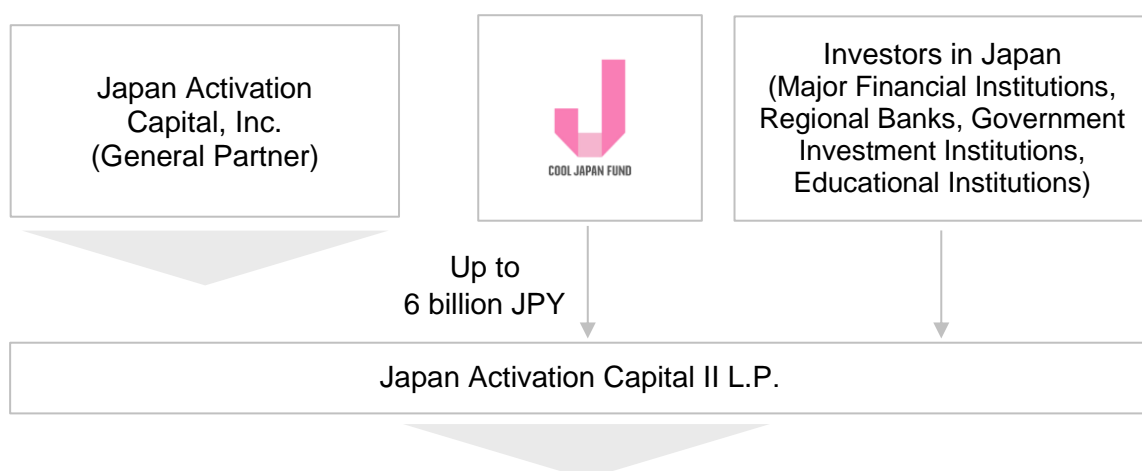 Japan Activation
Capital, Inc.
(General Partner)
COOL JAPAN FUND
Investors in Japan
(Major Financial Institutions,
Regional Banks, Government
Investment Institutions,
Educational Institutions)
Up to
6 billion JPY
Japan Activation Capital II L.P.